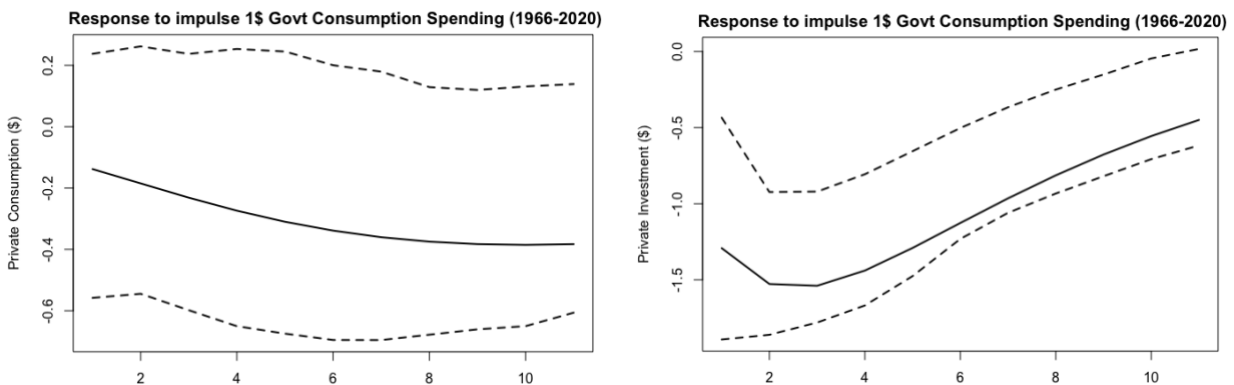 Response to impulse 1$ Govt Consumption Spending (1966-2020)
Private Consumption ($)
0.2
0.0
-0.2
-0.4
-0.6
2 4 6 8 10
Response to impulse 1$ Govt Consumption Spending (1966-2020)
Private Investment ($)
0.0
-0.5
-1.0
-1.5
2 4 6 8 10